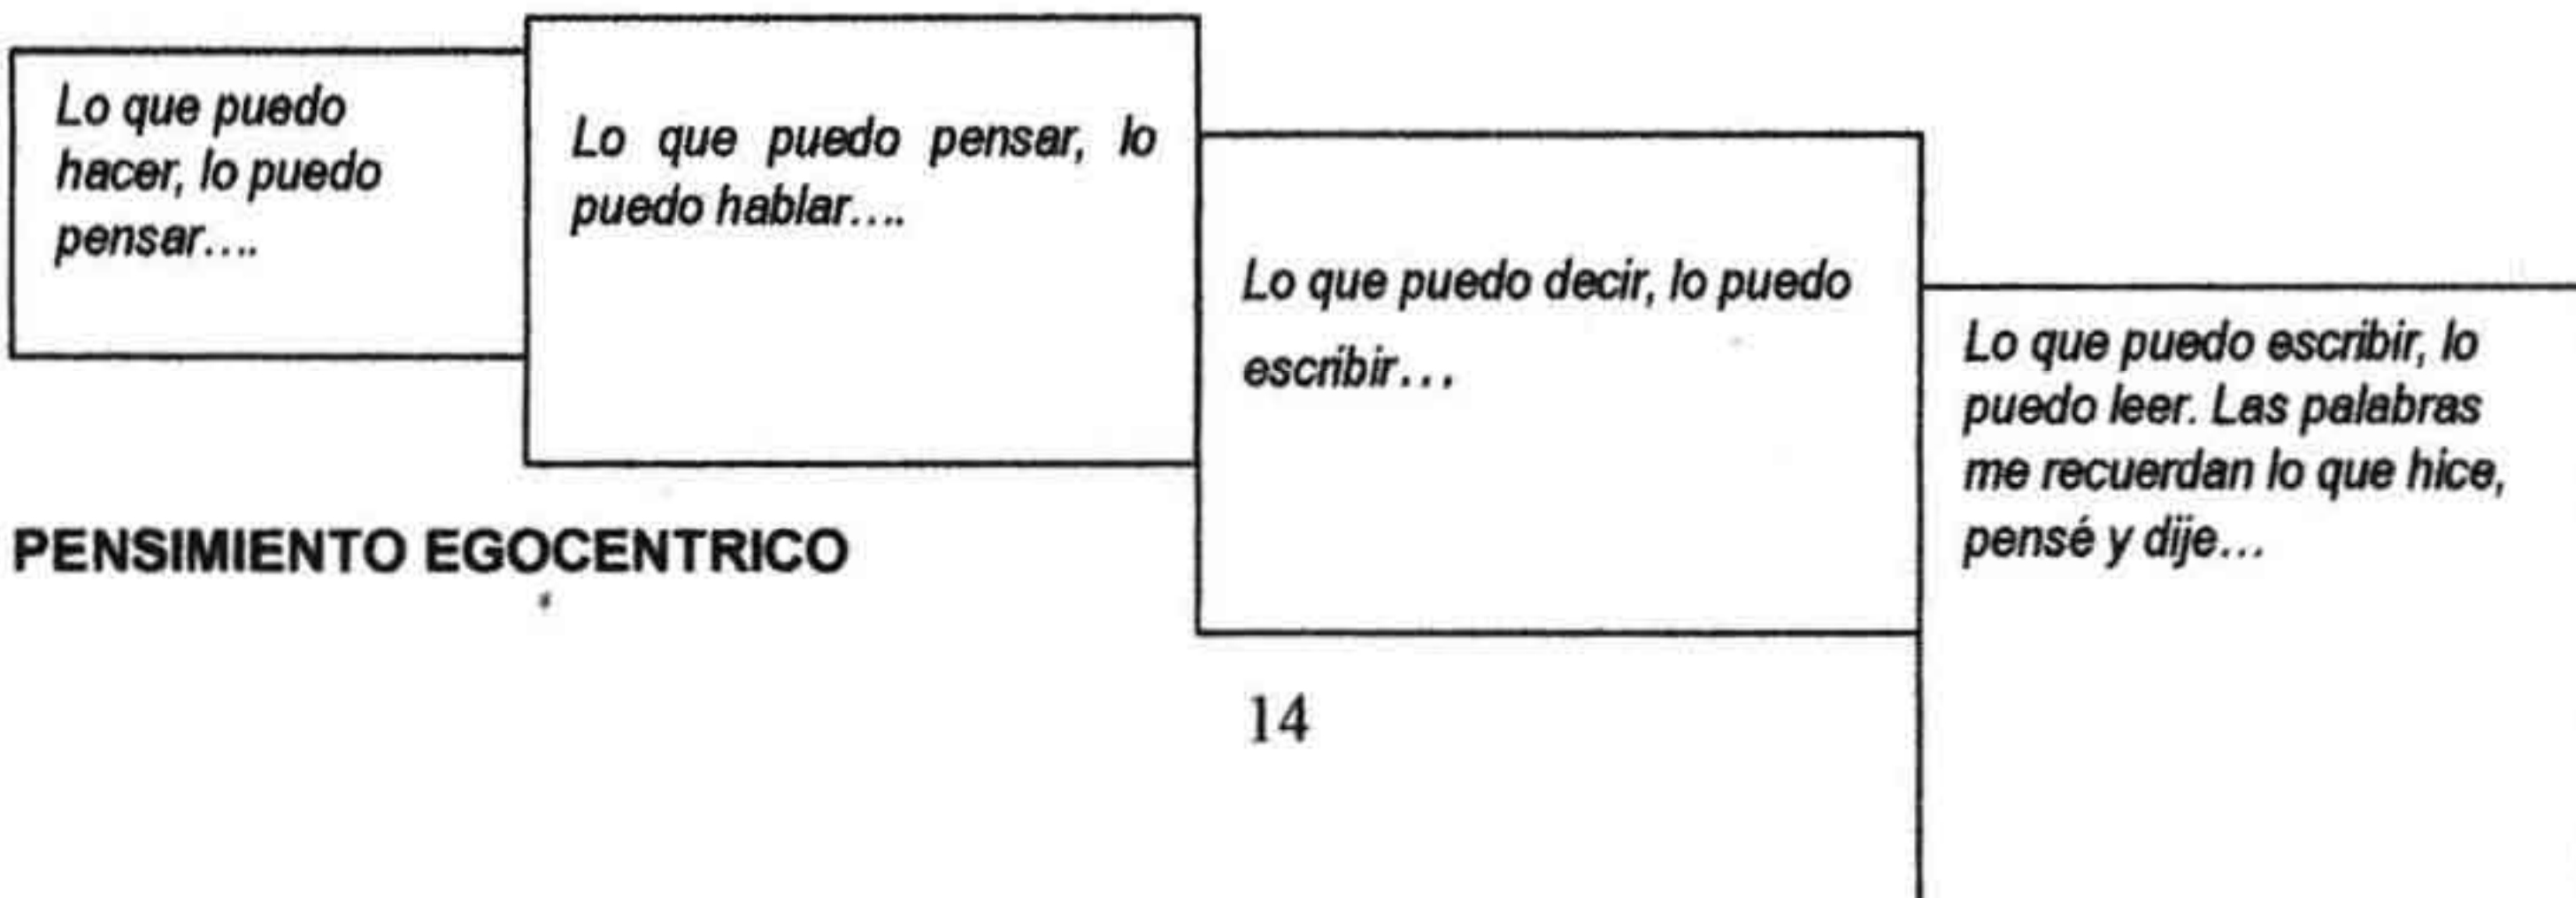 Lo que puedo
hacer, lo puedo
pensar....
Lo que puedo pensar, lo
puedo hablar....
Lo que puedo decir, lo puedo
escribir...
Lo que puedo escribir, lo
puedo leer. Las palabras
me recuerdan lo que hice,
pensé y dije...
PENSIMIENTO EGOCENTRICO
14